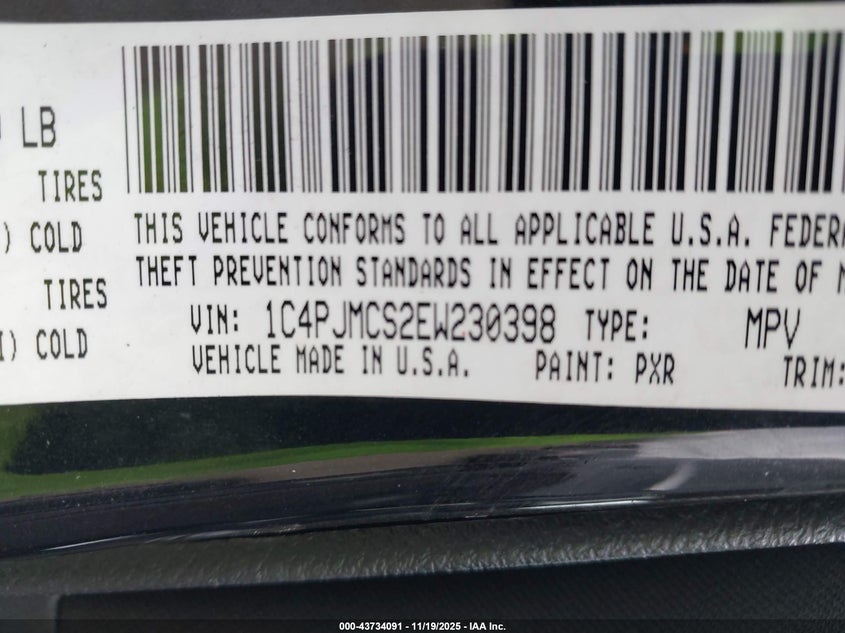 LB
TIRES
) COLD
TIRES
I) COLD
THIS VEHICLE CONFORMS TO ALL APPLICABLE U.S.A. FEDER
THEFT PREVENTION STANDARDS IN EFFECT ON THE DATE OF
VIN: 1C4PJMCS2EW230398 TYPE: MPV
VEHICLE MADE IN U.S.A. PAINT: PXR TRIM:
000-43734091 - 11/19/2025 - IAA Inc.